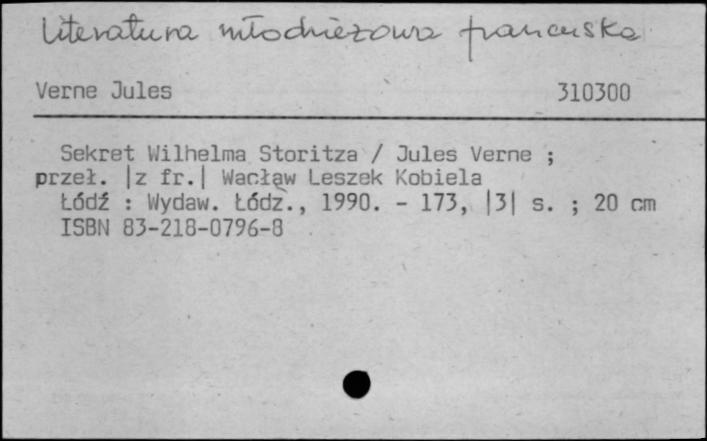 Literatura młodzieżowa francuska
Verne Jules 310300
Sekret Wilhelma Storitza / Jules Verne ;
przeł. |z fr.| Wacław Leszek Kobiela
Łódź : Wydaw. Łódz., 1990. - 173, |3| s. ; 20 cm
ISBN 83-218-0796-8